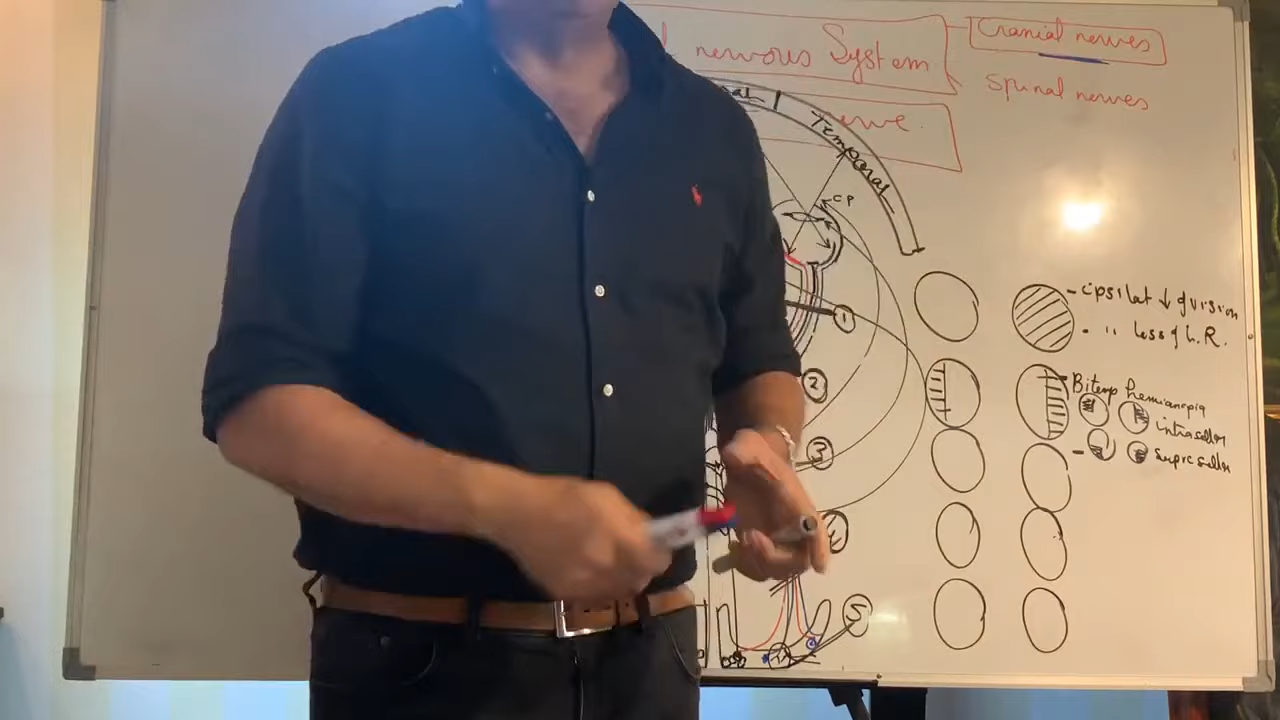 nervous System
Cranial nerves
spinal nerves
nerve.
Temporal
CP
1
2
3
5
- ipsilat ↓ of vision
. " loss of L.R.
Bitemp hemianopia
intrasellar
- suprasellar